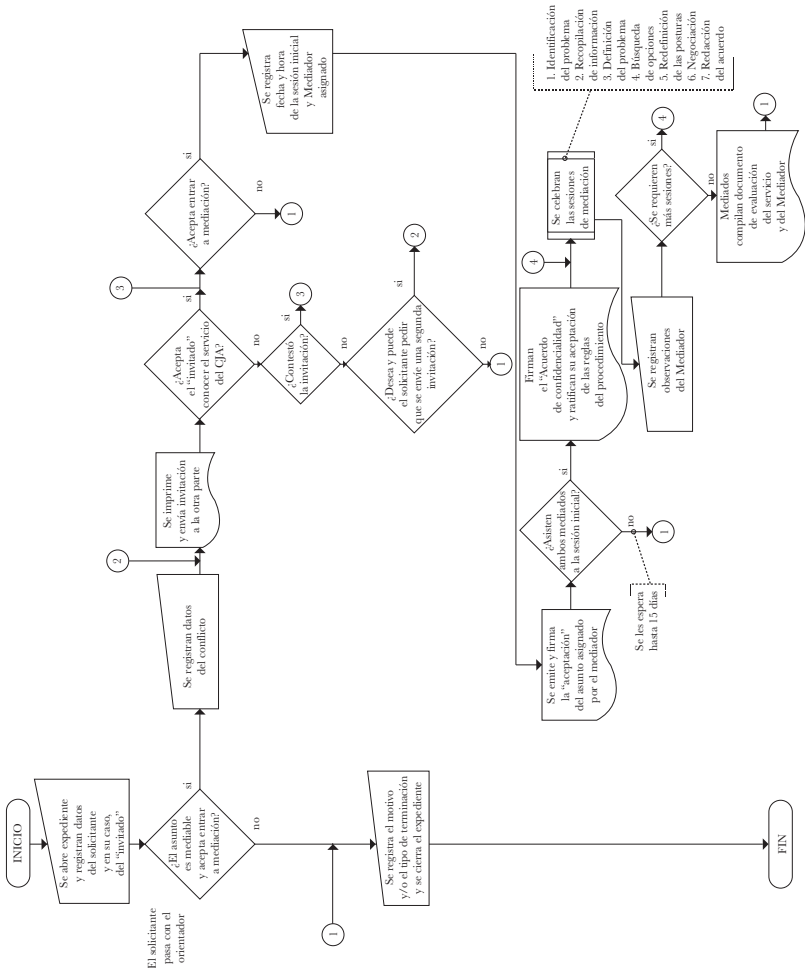 INICIO
Se abre expediente
y registran datos
del solicitante
y en su caso,
del “invitado”
El solicitante
pasa con el
orientador
¿El asunto
es mediable
y acepta entrar
a mediación?
si
no
1
Se registra el motivo
y/o el tipo de terminación
y se cierra el expediente
FIN
Se registran datos
del conflicto
2
Se imprime
y envía invitación
a la otra parte
¿Acepta
el “invitado”
conocer el servicio
del CJA?
si
no
3
¿Contestó
la invitación?
si
3
no
¿Desea y puede
el solicitante pedir
que se envíe una segunda
invitación?
si
2
no
1
¿Acepta entrar
a mediación?
si
no
1
Se registra
fecha y hora
de la sesión inicial
y Mediador
asignado
Se emite y firma
la “aceptación”
del asunto asignado
por el mediador
¿Asisten
ambos mediados
a la sesión inicial?
si
no
1
Se les espera
hasta 15 días
Firman
el “Acuerdo
de confidencialidad”
y ratifican su aceptación
de las reglas
del procedimiento
4
Se celebran
las sesiones
de mediación
1. Identificación
del problema
2. Recopilación
de información
3. Definición
del problema
4. Búsqueda
de opciones
5. Redefinición
de las posturas
6. Negociación
7. Redacción
del acuerdo
Se registran
observaciones
del Mediador
¿Se requieren
más sesiones?
si
4
no
Mediados
compilan documento
de evaluación
del servicio
y del Mediador
1